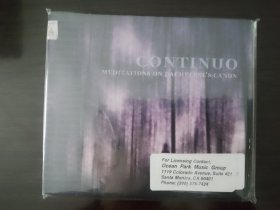 CONTINUO
MEDITATIONS ON PACHELBEL'S CANON
For Licensing Contact:
Ocean Park Music Group
1119 Colorado Avenue, Suite 421
Santa Monica, CA 90401
Phone: (310) 315-7424